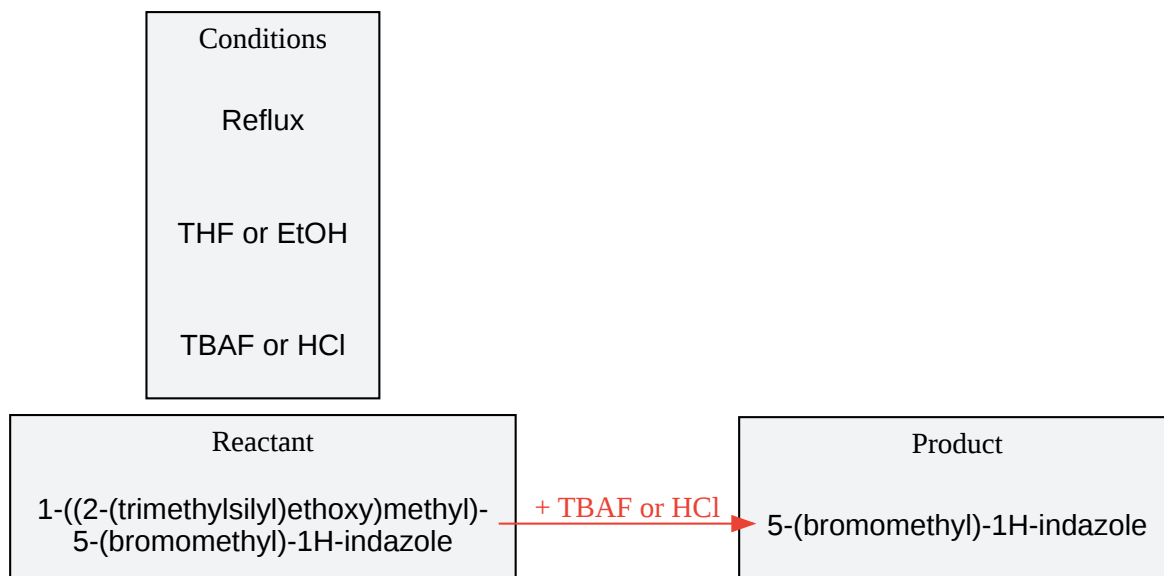 Conditions
Reflux
THF or EtOH
TBAF or HCl
Reactant
1-((2-(trimethylsilyl)ethoxy)methyl)-
5-(bromomethyl)-1H-indazole
+ TBAF or HCl
Product
5-(bromomethyl)-1H-indazole